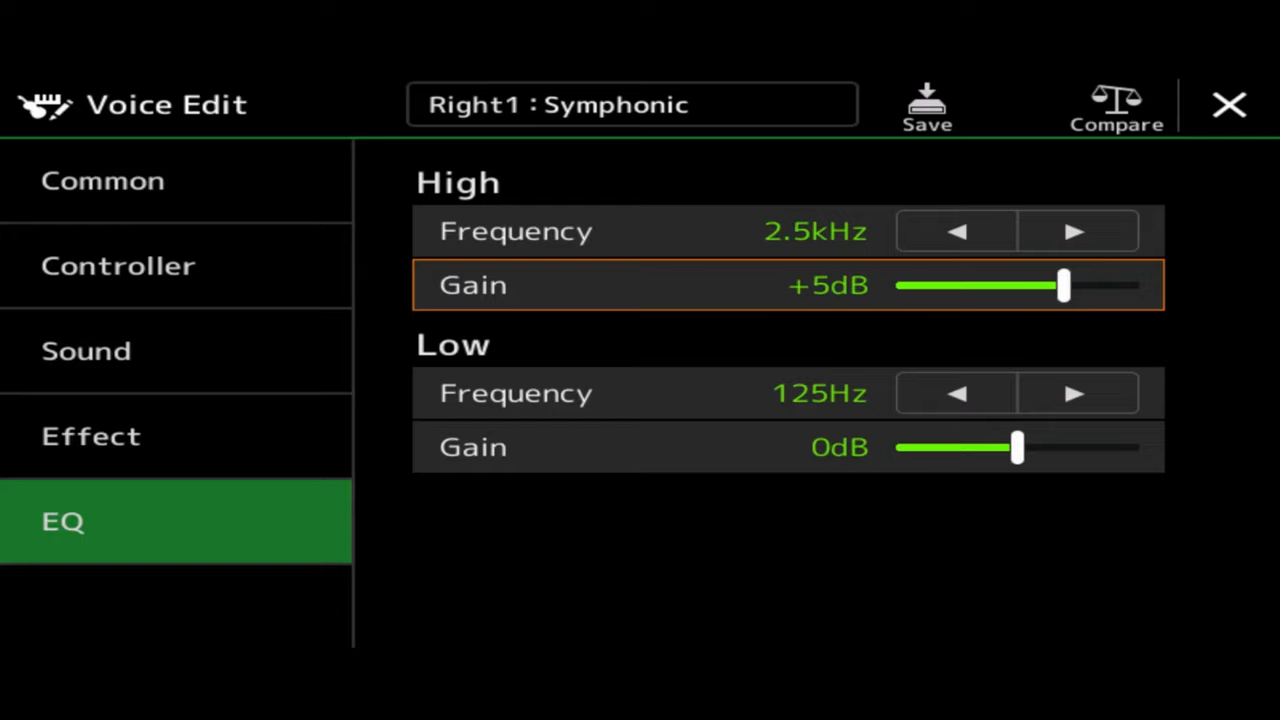 Voice Edit
Right1 : Symphonic
Save
Compare
Common
Controller
Sound
Effect
EQ
High
Frequency 2.5kHz
Gain +5dB
Low
Frequency 125Hz
Gain 0dB